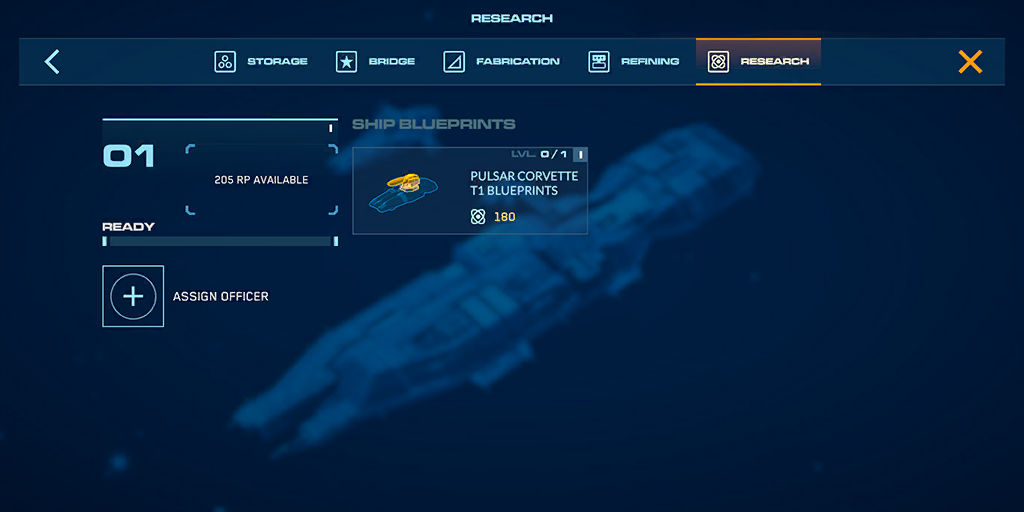 RESEARCH
STORAGE
BRIDGE
FABRICATION
REFINING
RESEARCH
01
205 RP AVAILABLE
READY
ASSIGN OFFICER
SHIP BLUEPRINTS
LVL 0/1 I
PULSAR CORVETTE
T1 BLUEPRINTS
180